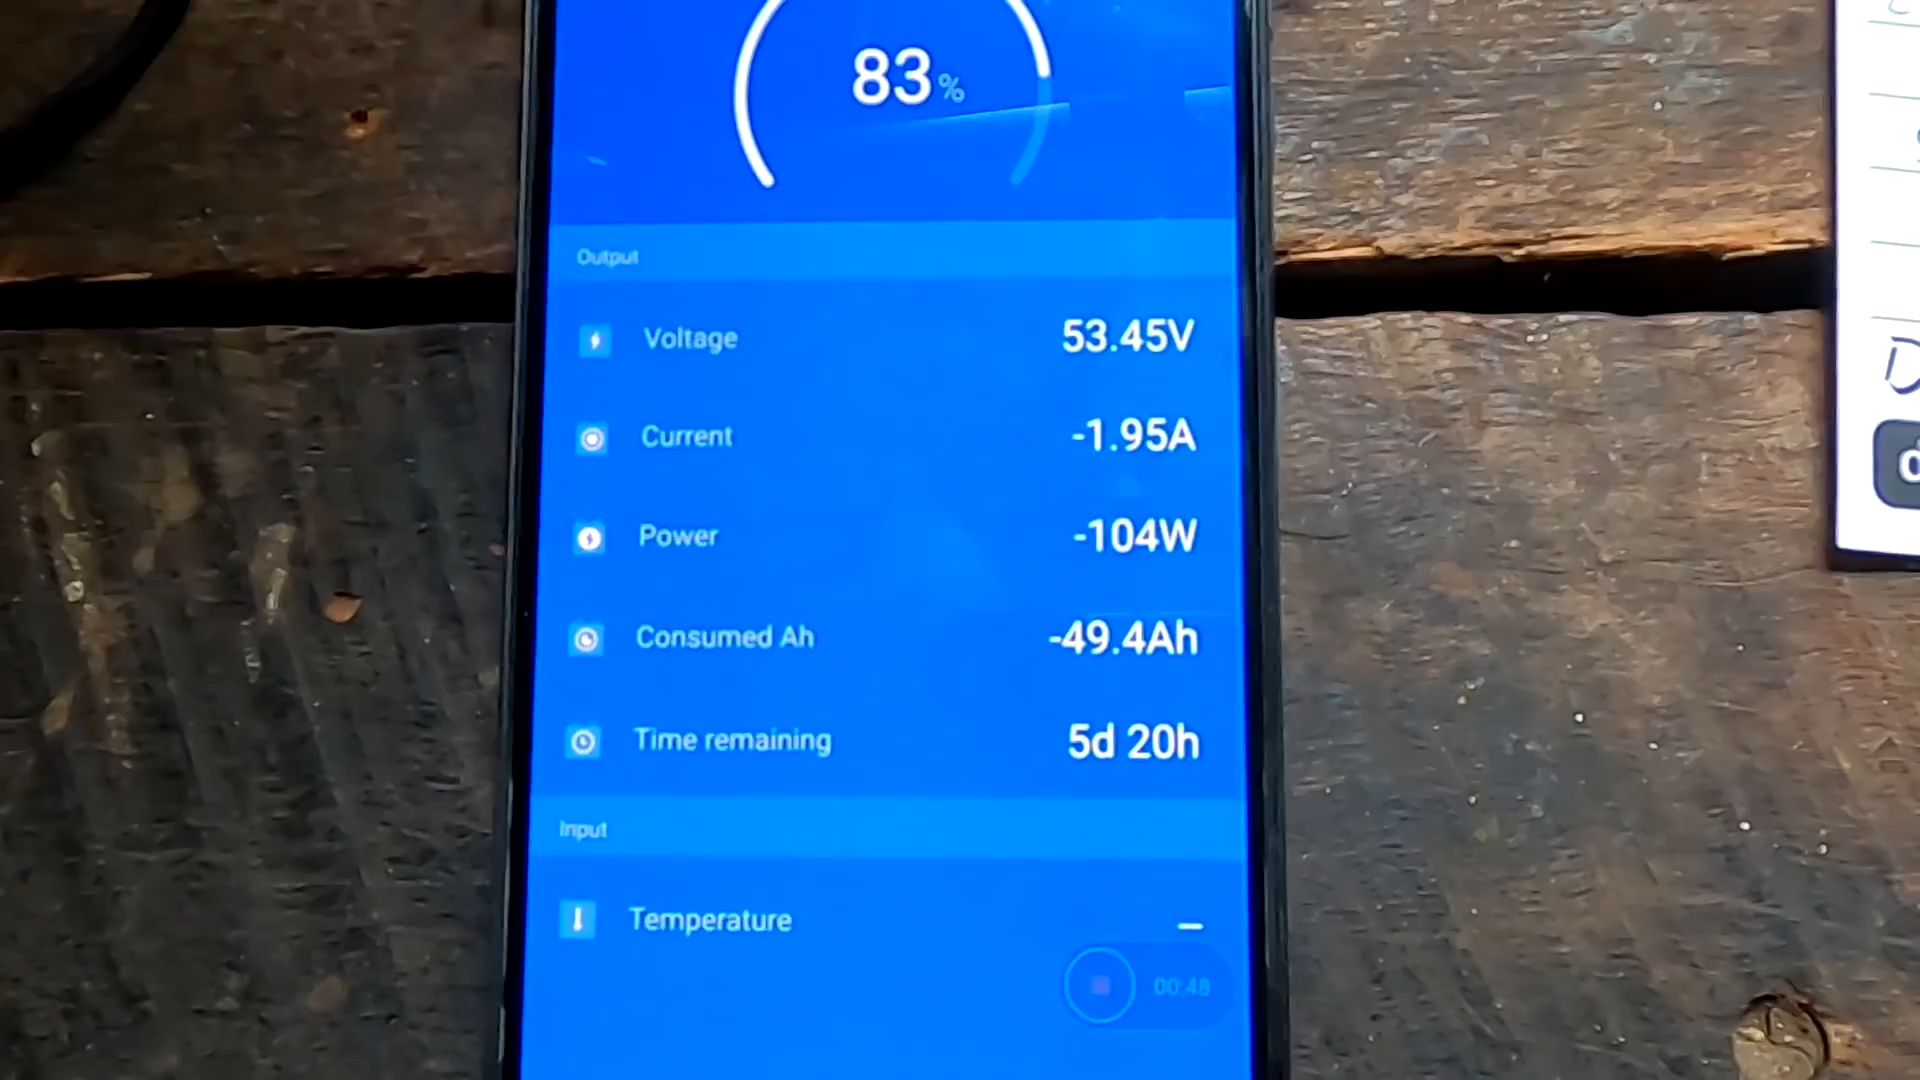 83%
Output
Voltage 53.45V
Current -1.95A
Power -104W
Consumed Ah -49.4Ah
Time remaining 5d 20h
Input
Temperature –
00:48